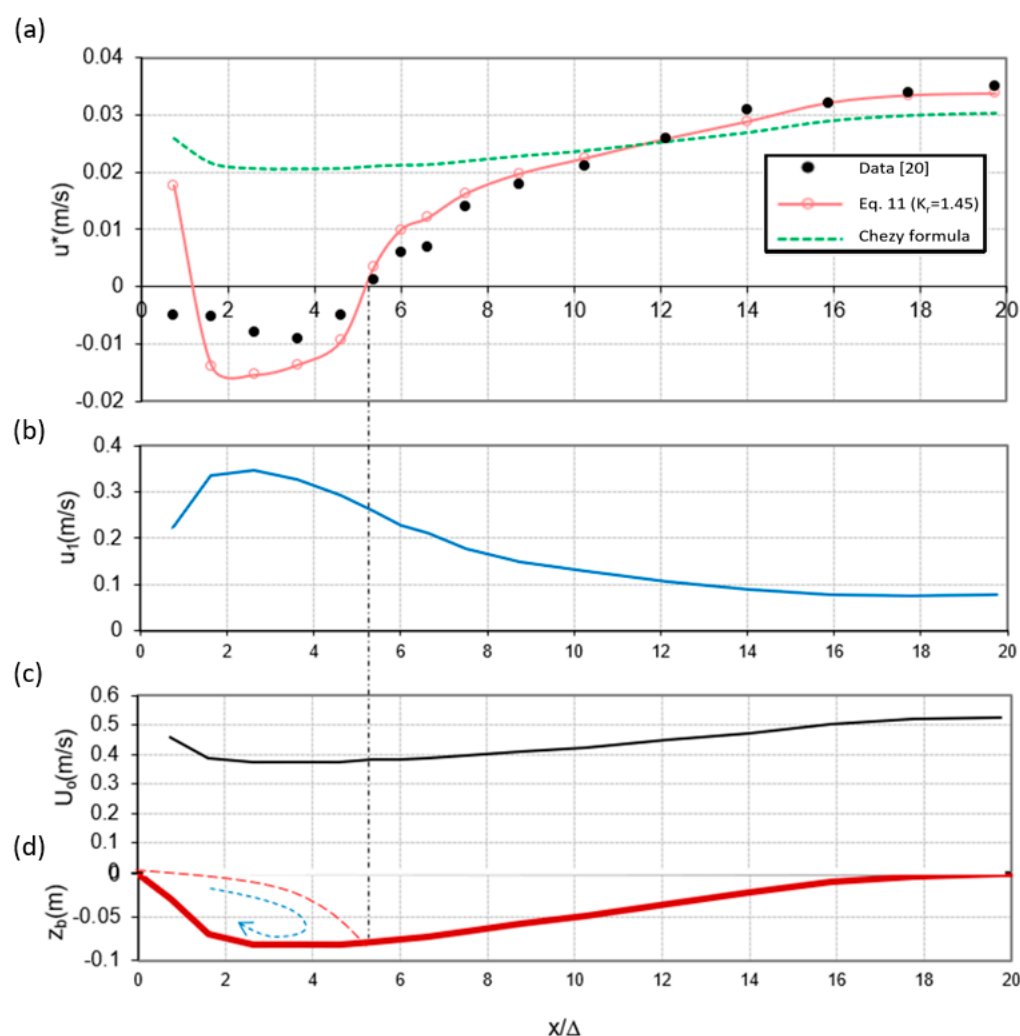 (a)
0.04
0.03
0.02
0.01
0
-0.01
-0.02
u*(m/s)
0 2 4 6 8 10 12 14 16 18 20
Data [20]
Eq. 11 (Kᵣ=1.45)
Chezy formula
(b)
0.4
0.3
0.2
0.1
0
u₁(m/s)
0 2 4 6 8 10 12 14 16 18 20
(c)
0.6
0.5
0.4
0.3
0.2
0.1
0
U₀(m/s)
(d)
0
-0.05
-0.1
z_b(m)
0 2 4 6 8 10 12 14 16 18 20
x/Δ